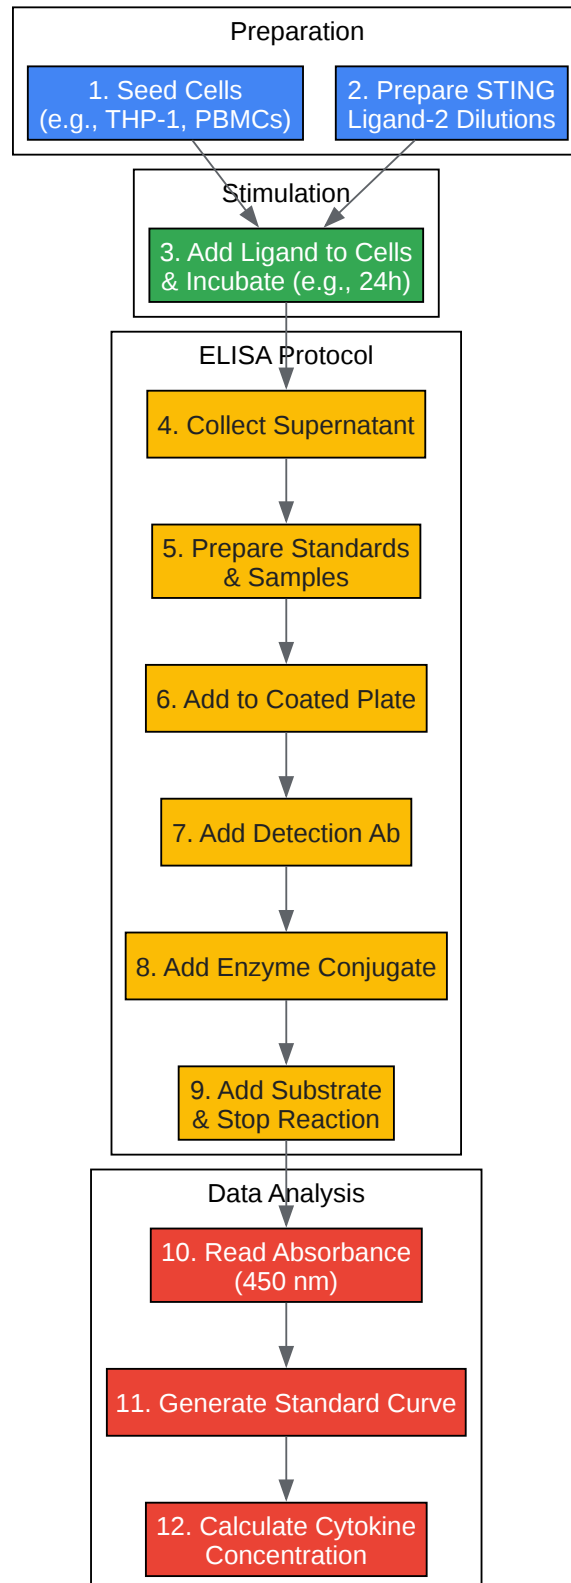 Preparation
1. Seed Cells
(e.g., THP-1, PBMCs)
2. Prepare STING
Ligand-2 Dilutions
Stimulation
3. Add Ligand to Cells
& Incubate (e.g., 24h)
ELISA Protocol
4. Collect Supernatant
5. Prepare Standards
& Samples
6. Add to Coated Plate
7. Add Detection Ab
8. Add Enzyme Conjugate
9. Add Substrate
& Stop Reaction
Data Analysis
10. Read Absorbance
(450 nm)
11. Generate Standard Curve
12. Calculate Cytokine
Concentration